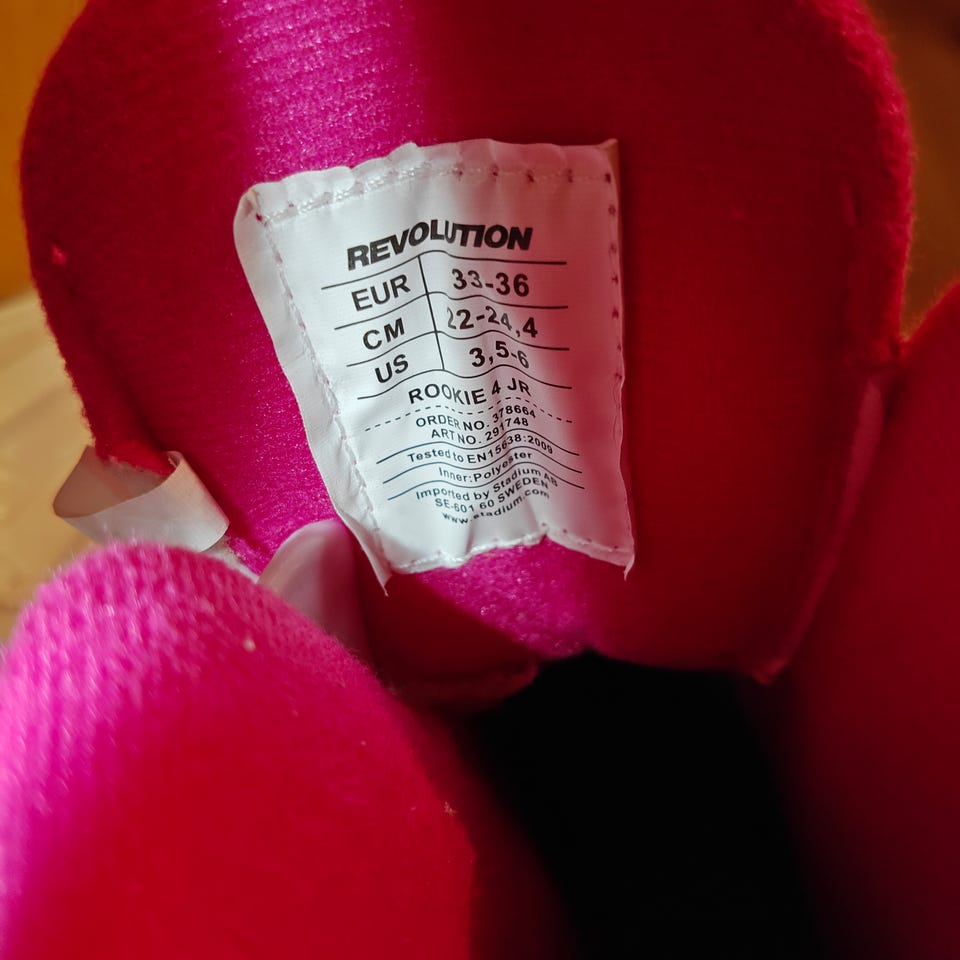 REVOLUTION
EUR 33-36
CM 22-24,4
US 3,5-6
ROOKIE 4 JR
ORDER NO. 378664
ART NO. 291748
Tested to EN15638:2009
Inner:Polyester
Imported by Stadium AB
SE-601 60 SWEDEN
www.stadium.com